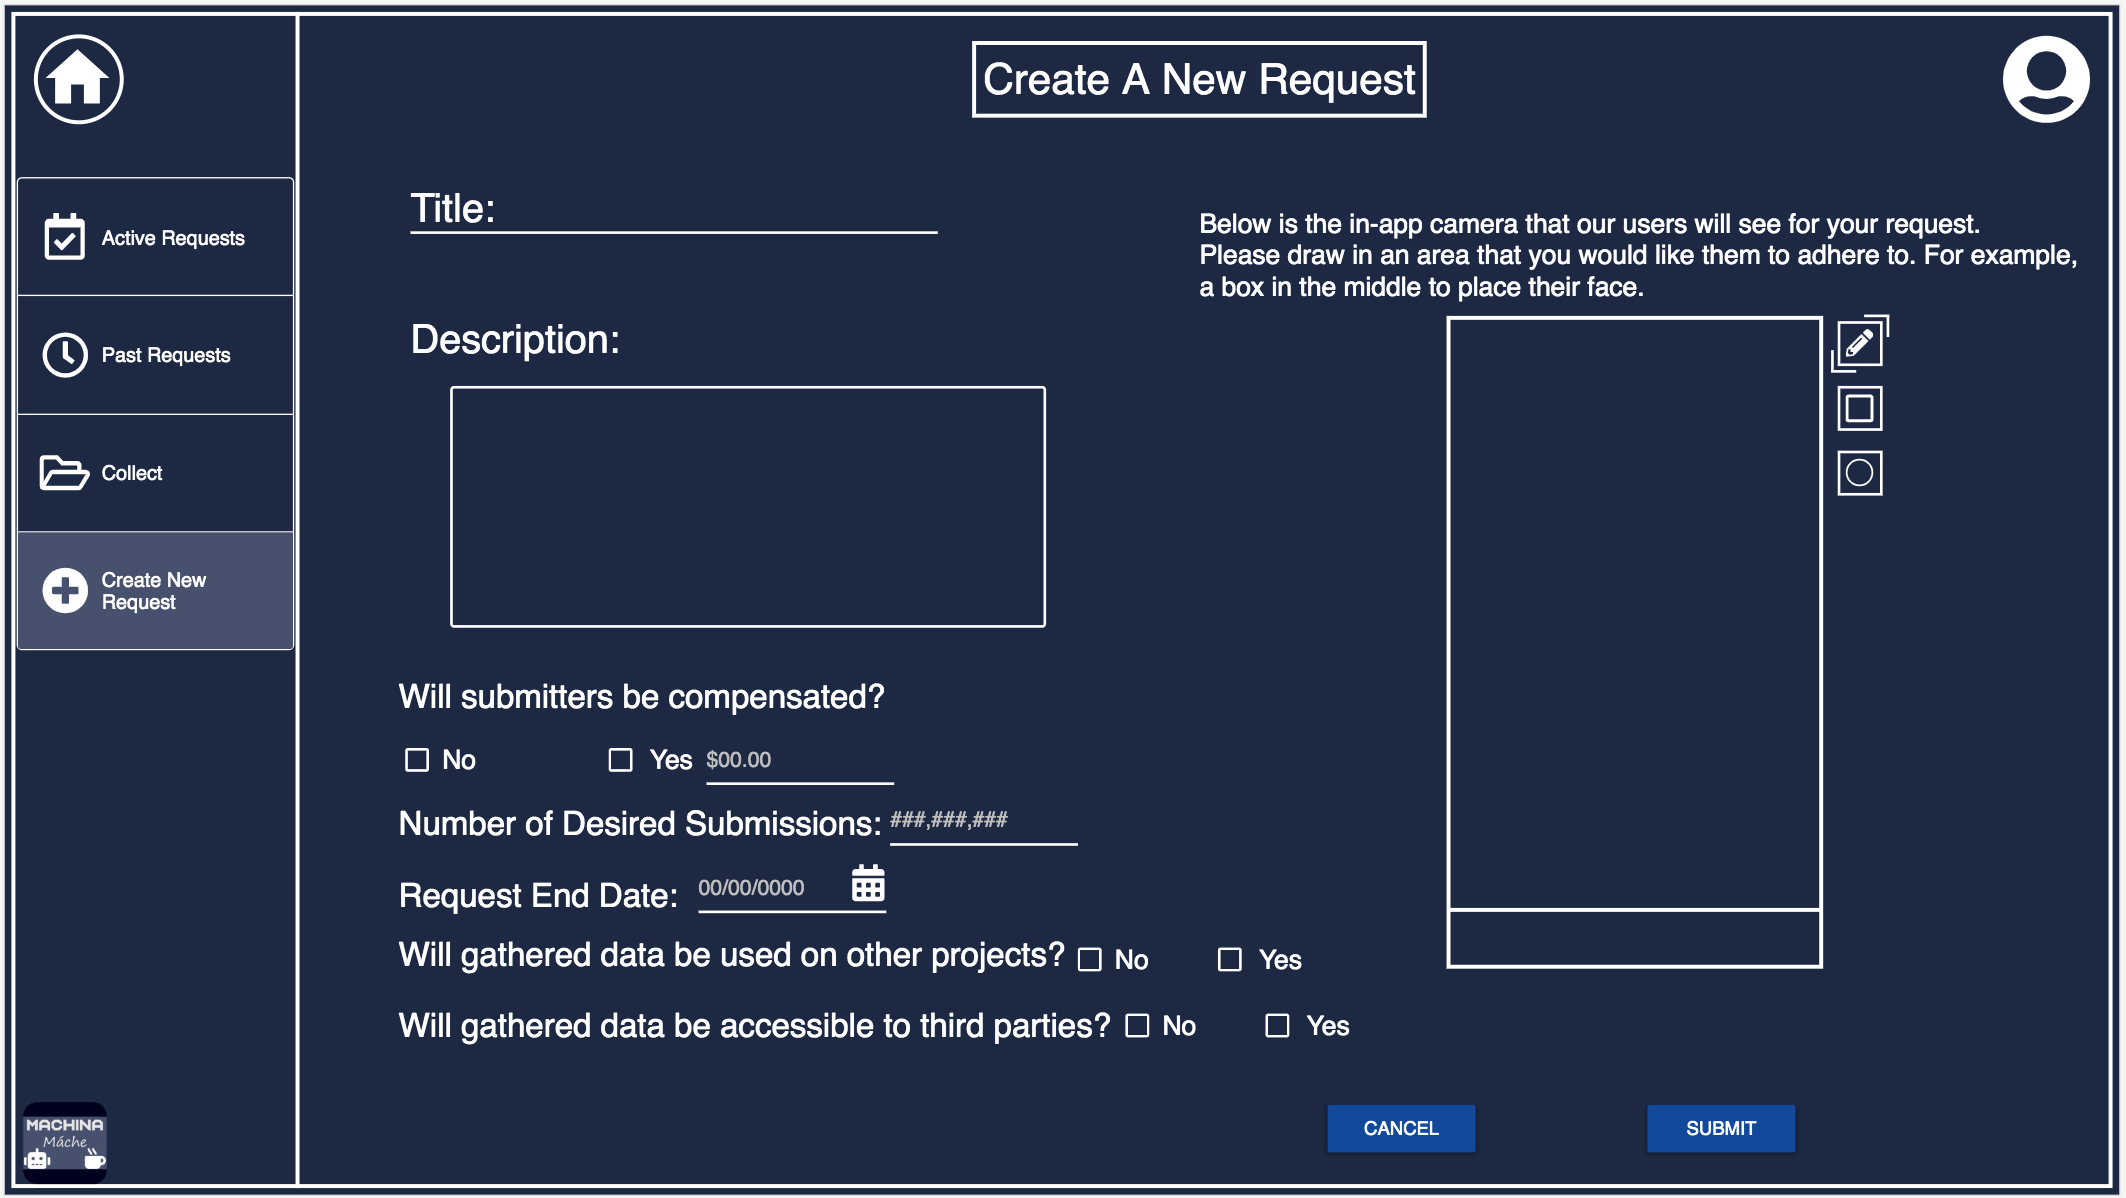 Create A New Request
Active Requests
Past Requests
Collect
Create New
Request
MACHINA
Máche
Title:
Description:
Will submitters be compensated?
No Yes $00.00
Number of Desired Submissions: ###,###,###
Request End Date: 00/00/0000
Will gathered data be used on other projects? No Yes
Will gathered data be accessible to third parties? No Yes
Below is the in-app camera that our users will see for your request.
Please draw in an area that you would like them to adhere to. For example,
a box in the middle to place their face.
CANCEL
SUBMIT